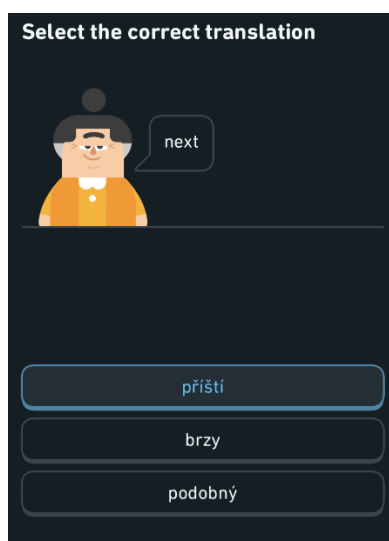 Select the correct translation
next
příští
brzy
podobný